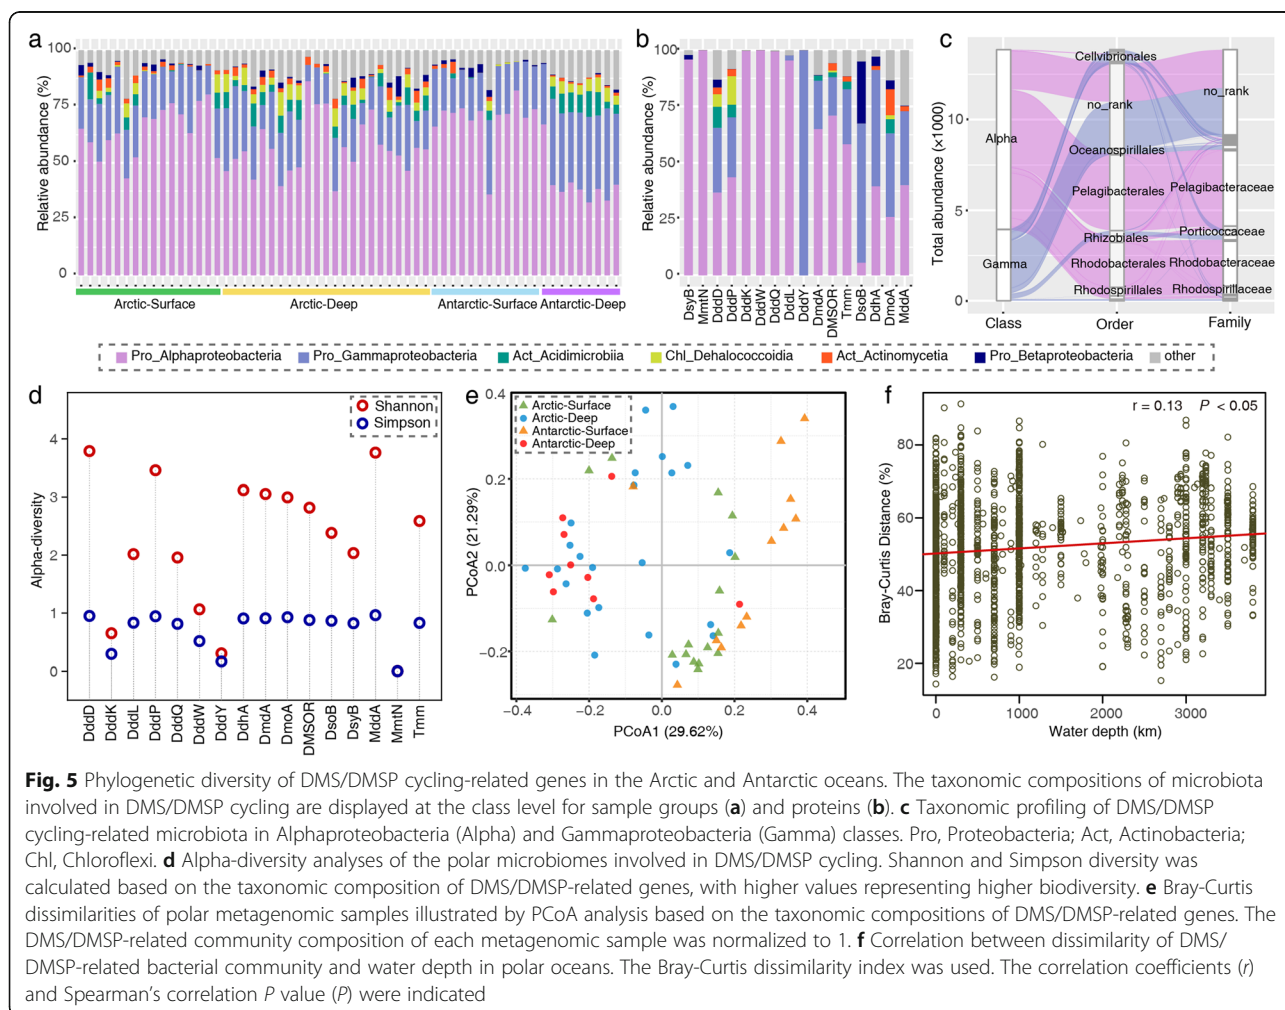 a
100
75
50
25
0
Relative abundance (%)
Arctic-Surface
Arctic-Deep
Antarctic-Surface
Antarctic-Deep
b
100
75
50
25
0
Relative abundance (%)
DsyB
MmtN
DddD
DddP
DddK
DddW
DddQ
DddL
DddY
DmdA
DMSOR
Tmm
DsoB
DdhA
DmoA
MddA
c
10
5
0
Total abundance (×1000)
Alpha
Gamma
Cellvibrionales
no_rank
Oceanospirillales
Pelagibacterales
Rhizobiales
Rhodobacterales
Rhodospirillales
no_rank
Pelagibacteraceae
Porticoccaceae
Rhodobacteraceae
Rhodospirillaceae
Class
Order
Family
Pro_Alphaproteobacteria
Pro_Gammaproteobacteria
Act_Acidimicrobiia
Chl_Dehalococcoidia
Act_Actinomycetia
Pro_Betaproteobacteria
other
d
Shannon
Simpson
4
3
2
1
0
Alpha-diversity
DddD
DddK
DddL
DddP
DddQ
DddW
DddY
DdhA
DmdA
DmoA
DMSOR
DsoB
DsyB
MddA
MmtN
Tmm
e
Arctic-Surface
Arctic-Deep
Antarctic-Surface
Antarctic-Deep
0.4
0.2
0.0
−0.2
PCoA2 (21.29%)
−0.4
−0.2
0.0
0.2
0.4
PCoA1 (29.62%)
f
r = 0.13 P < 0.05
80
60
40
20
Bray-Curtis Distance (%)
0
1000
2000
3000
Water depth (km)
Fig. 5 Phylogenetic diversity of DMS/DMSP cycling-related genes in the Arctic and Antarctic oceans. The taxonomic compositions of microbiota
involved in DMS/DMSP cycling are displayed at the class level for sample groups (a) and proteins (b). c Taxonomic profiling of DMS/DMSP
cycling-related microbiota in Alphaproteobacteria (Alpha) and Gammaproteobacteria (Gamma) classes. Pro, Proteobacteria; Act, Actinobacteria;
Chl, Chloroflexi. d Alpha-diversity analyses of the polar microbiomes involved in DMS/DMSP cycling. Shannon and Simpson diversity was
calculated based on the taxonomic composition of DMS/DMSP-related genes, with higher values representing higher biodiversity. e Bray-Curtis
dissimilarities of polar metagenomic samples illustrated by PCoA analysis based on the taxonomic compositions of DMS/DMSP-related genes. The
DMS/DMSP-related community composition of each metagenomic sample was normalized to 1. f Correlation between dissimilarity of DMS/
DMSP-related bacterial community and water depth in polar oceans. The Bray-Curtis dissimilarity index was used. The correlation coefficients (r)
and Spearman's correlation P value (P) were indicated